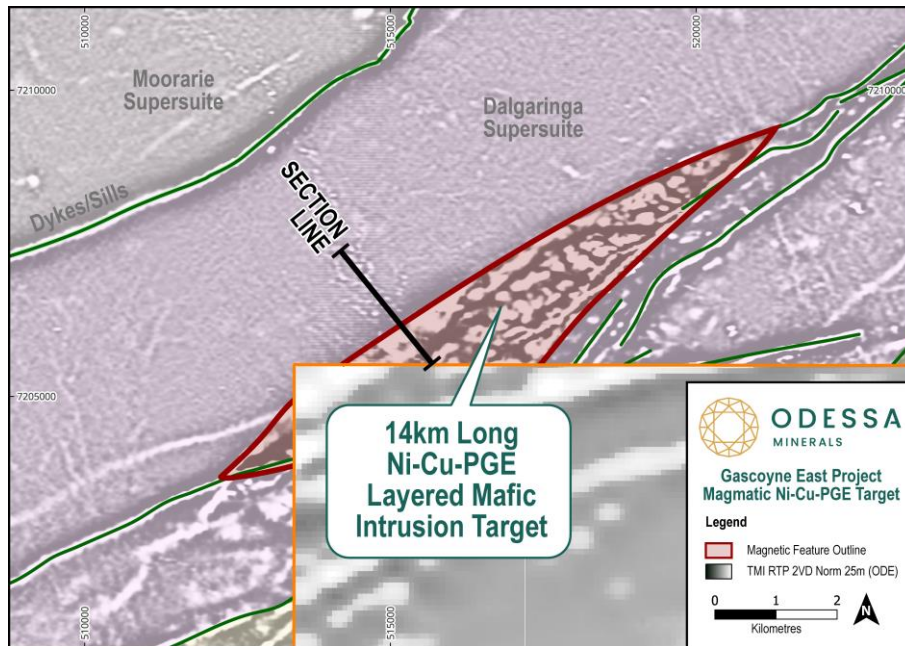 510000
515000
520000
7210000
7210000
Moorarie
Supersuite
Dalgaringa
Supersuite
Dykes/Sills
SECTION
LINE
7205000
14km Long
Ni-Cu-PGE
Layered Mafic
Intrusion Target
ODESSA
MINERALS
Gascoyne East Project
Magmatic Ni-Cu-PGE Target
Legend
Magnetic Feature Outline
TMI RTP 2VD Norm 25m (ODE)
0 1 2
Kilometres
N
510000
515000